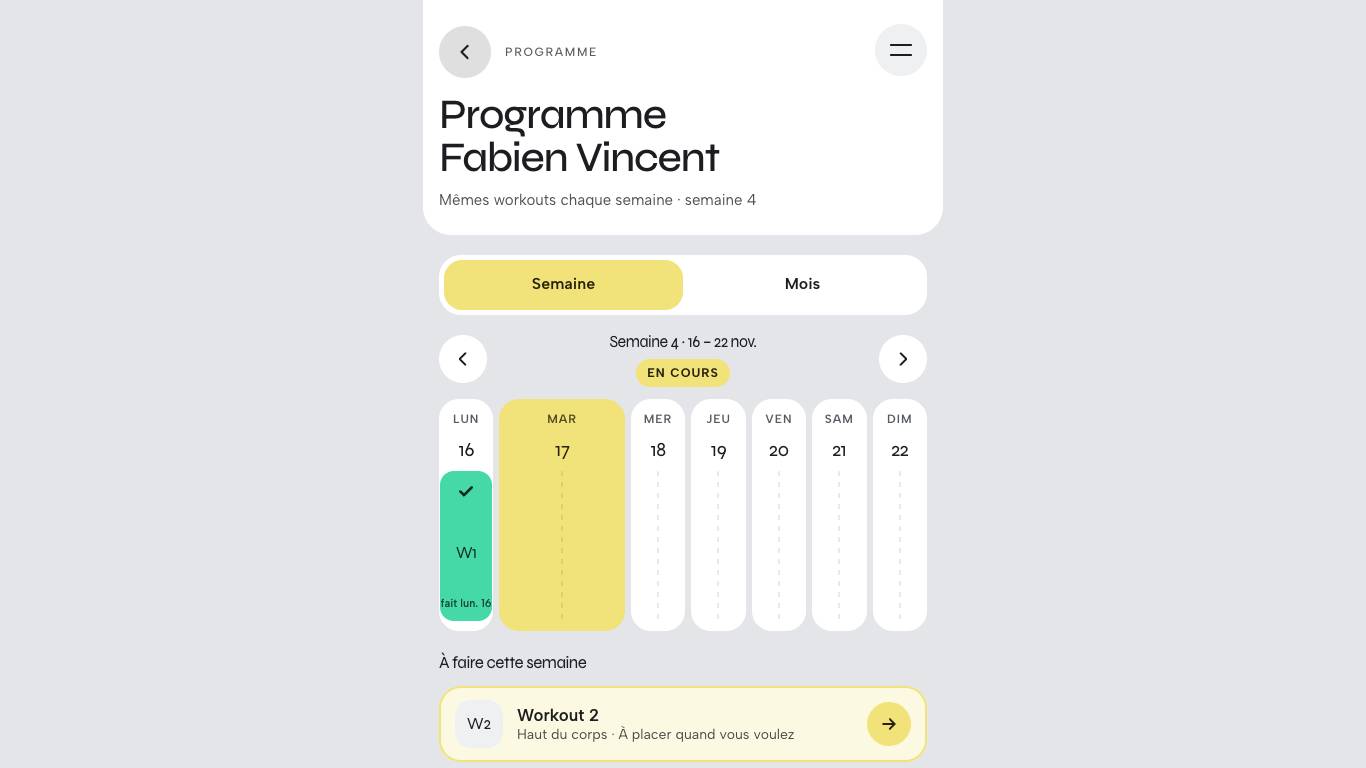 PROGRAMME
Programme
Fabien Vincent
Mêmes workouts chaque semaine · semaine 4
Semaine
Mois
Semaine 4 · 16 – 22 nov.
EN COURS
LUN
16
W1
fait lun. 16
MAR
17
MER
18
JEU
19
VEN
20
SAM
21
DIM
22
À faire cette semaine
W2
Workout 2
Haut du corps · À placer quand vous voulez